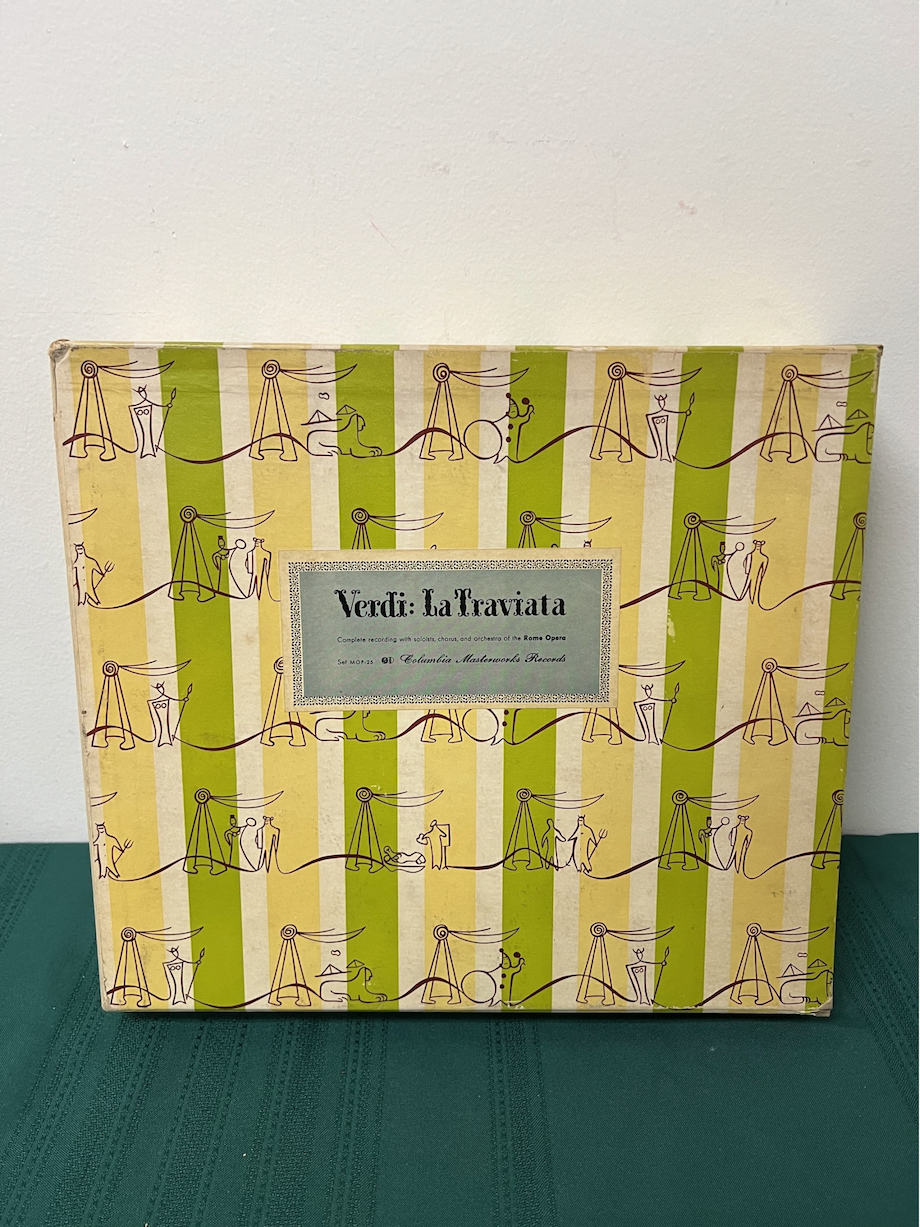 Verdi: La Traviata
Complete recording with soloists, chorus, and orchestra of the Rome Opera
Set MOP-25 Columbia Masterworks Records